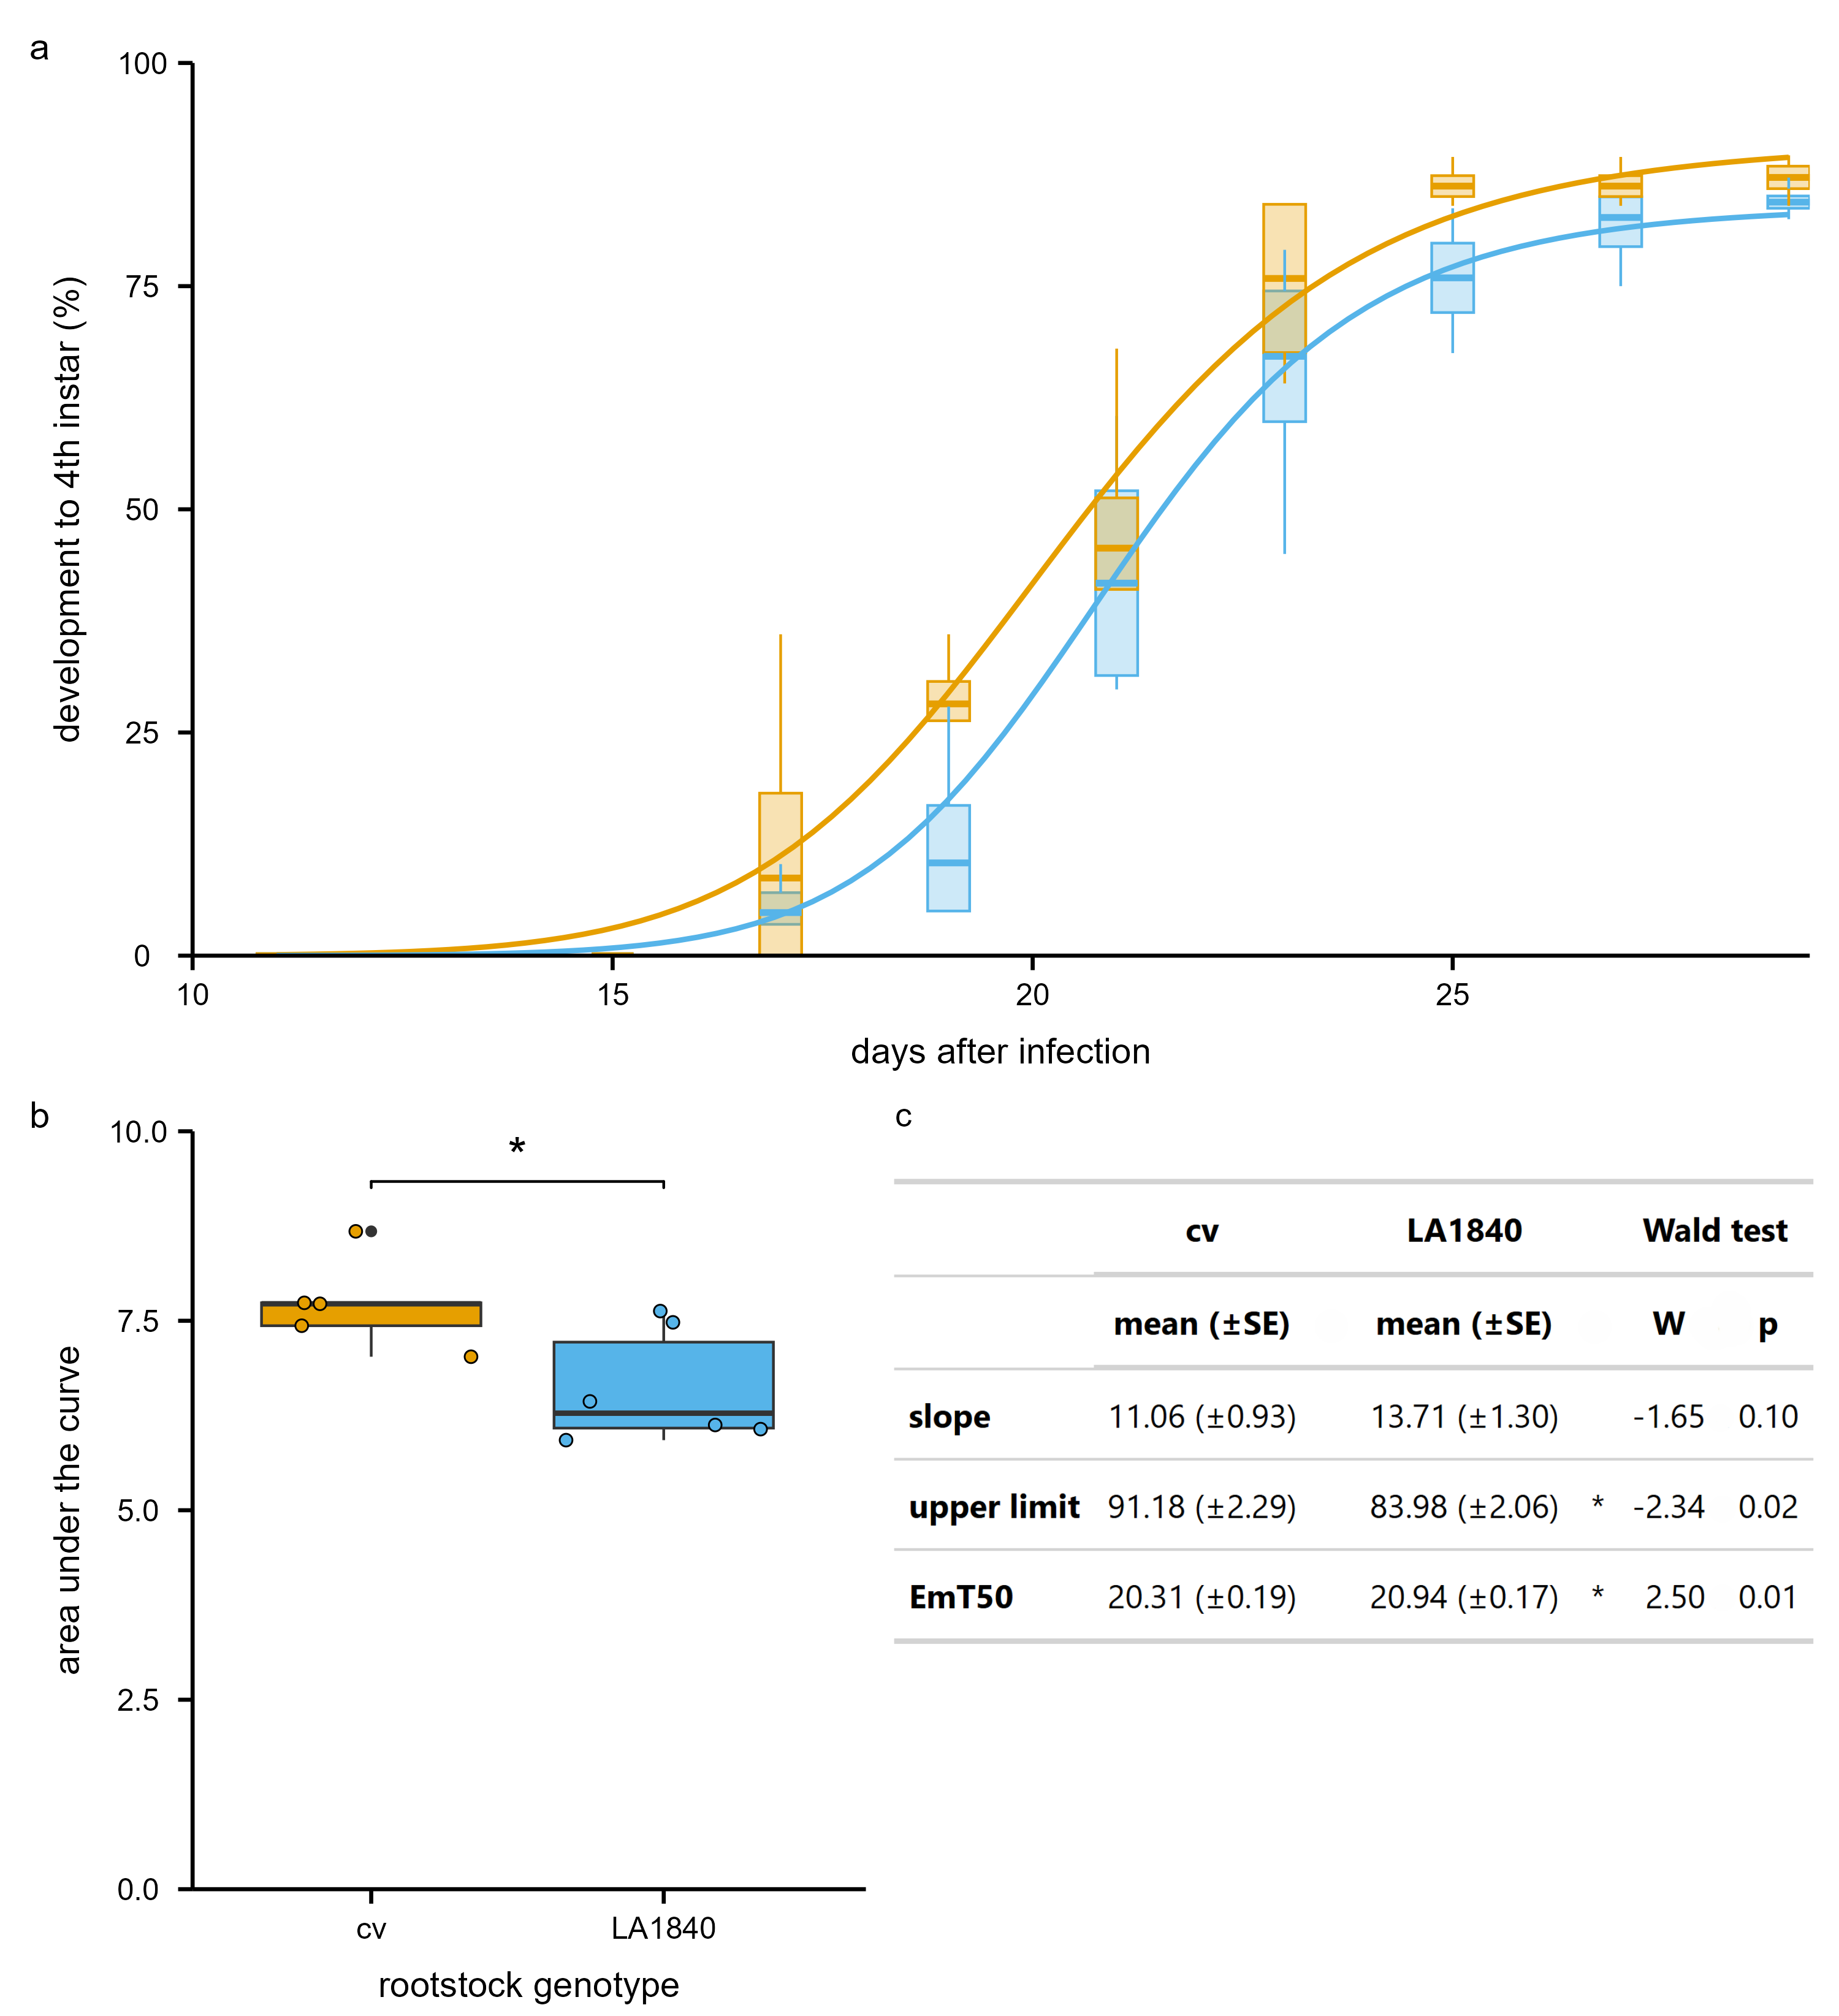 a
100
75
50
25
0
development to 4th instar (%)
10 15 20 25
days after infection
b
10.0
7.5
5.0
2.5
0.0
area under the curve
*
cv LA1840
rootstock genotype
c
cv LA1840 Wald test
mean (±SE) mean (±SE) W p
slope 11.06 (±0.93) 13.71 (±1.30) -1.65 0.10
upper limit 91.18 (±2.29) 83.98 (±2.06) * -2.34 0.02
EmT50 20.31 (±0.19) 20.94 (±0.17) * 2.50 0.01